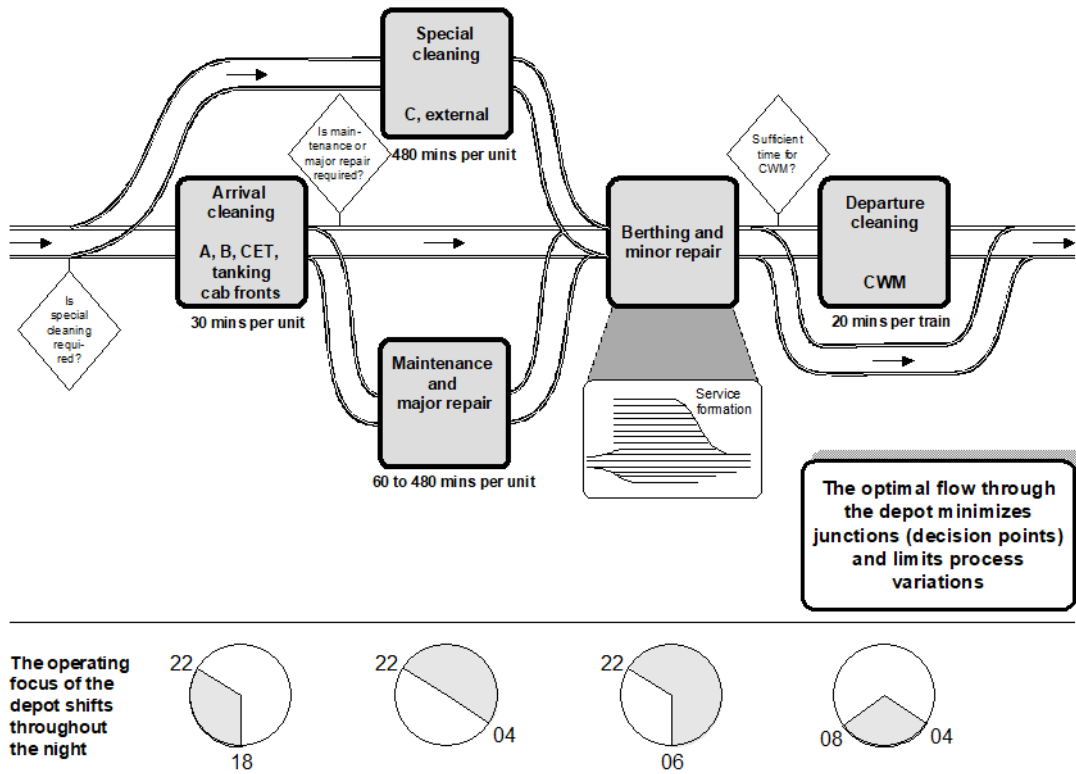 Special
cleaning
C, external
480 mins per unit
Is main-
tenance or
major repair
required?
Sufficient
time for
CWM?
Arrival
cleaning
A, B, CET,
tanking
cab fronts
30 mins per unit
Berthing and
minor repair
Departure
cleaning
CWM
20 mins per train
Is
special
cleaning
requi-
red?
Maintenance
and
major repair
60 to 480 mins per unit
Service
formation
The optimal flow through
the depot minimizes
junctions (decision points)
and limits process
variations
The operating
focus of the
depot shifts
throughout
the night
22
18
22
04
22
06
08
04